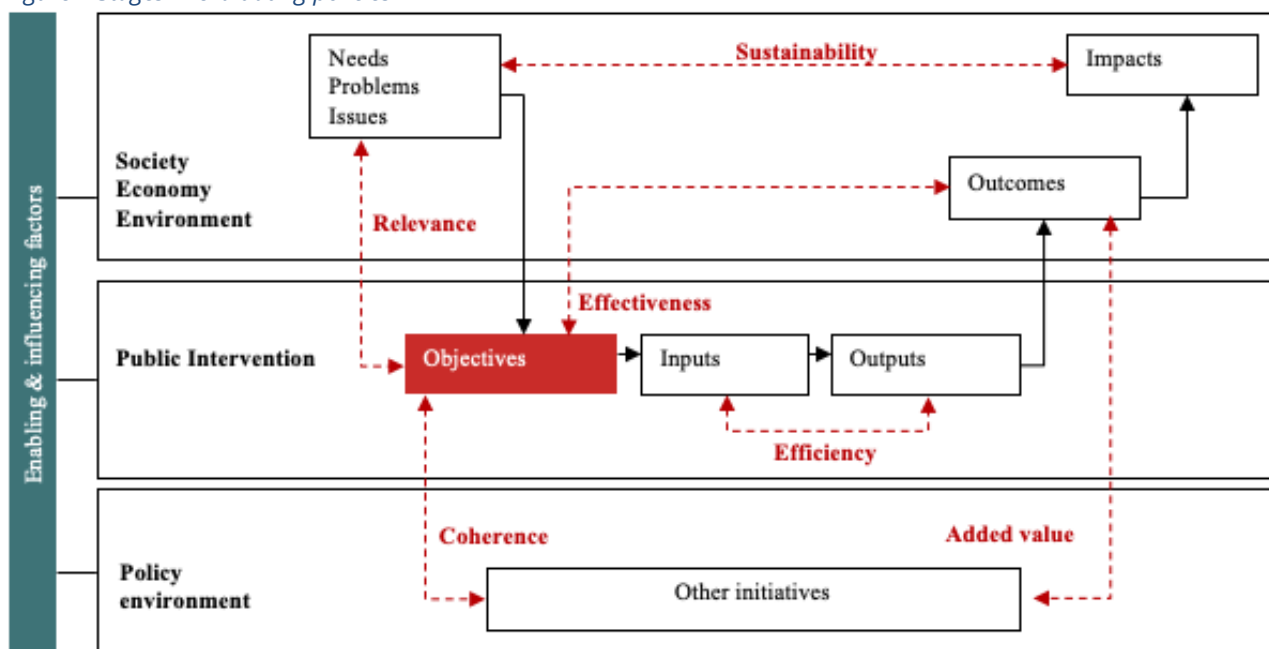 Enabling & influencing factors
Needs
Problems
Issues
Sustainability
Impacts
Society
Economy
Environment
Relevance
Outcomes
Effectiveness
Public Intervention
Objectives
Inputs
Outputs
Efficiency
Coherence
Added value
Policy
environment
Other initiatives